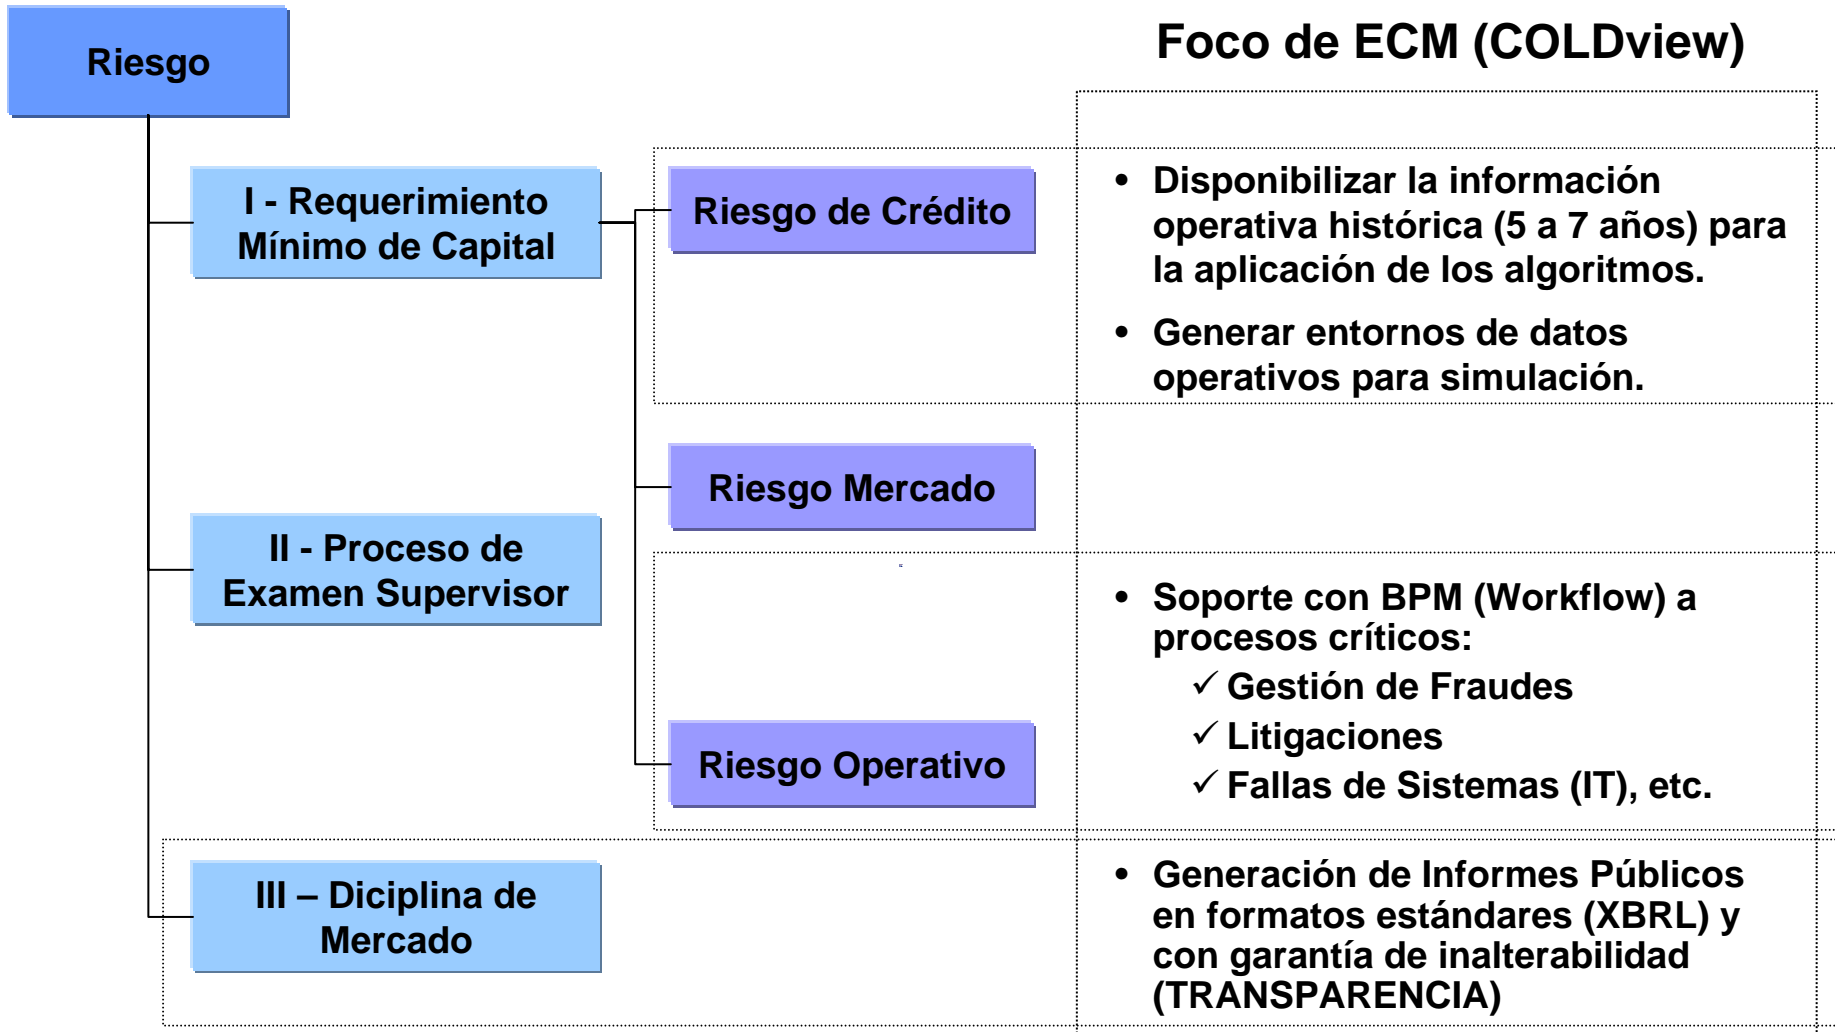 Riesgo
Foco de ECM (COLDview)
I - Requerimiento
Mínimo de Capital
Riesgo de Crédito
• Disponibilizar la información
operativa histórica (5 a 7 años) para
la aplicación de los algoritmos.
• Generar entornos de datos
operativos para simulación.
Riesgo Mercado
II - Proceso de
Examen Supervisor
Riesgo Operativo
• Soporte con BPM (Workflow) a
procesos críticos:
✓ Gestión de Fraudes
✓ Litigaciones
✓ Fallas de Sistemas (IT), etc.
III – Diciplina de
Mercado
• Generación de Informes Públicos
en formatos estándares (XBRL) y
con garantía de inalterabilidad
(TRANSPARENCIA)